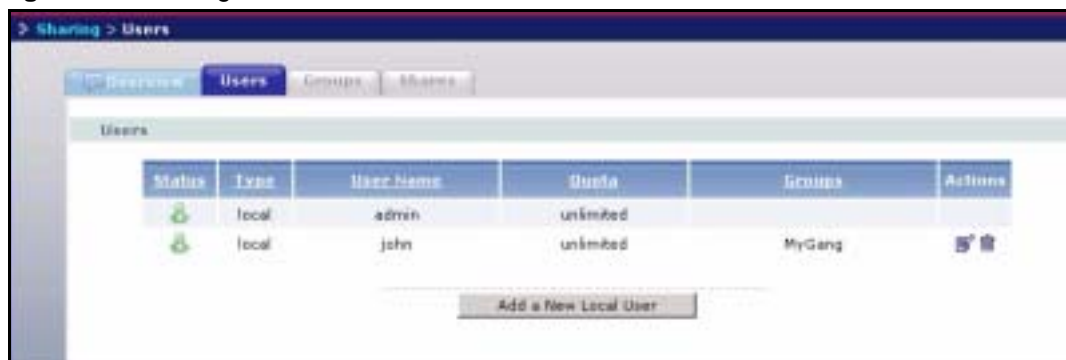 > Sharing > Users
Overview Users Groups Shares
Users
Status Type User Name Quota Groups Actions
local admin unlimited
local john unlimited MyGang
Add a New Local User